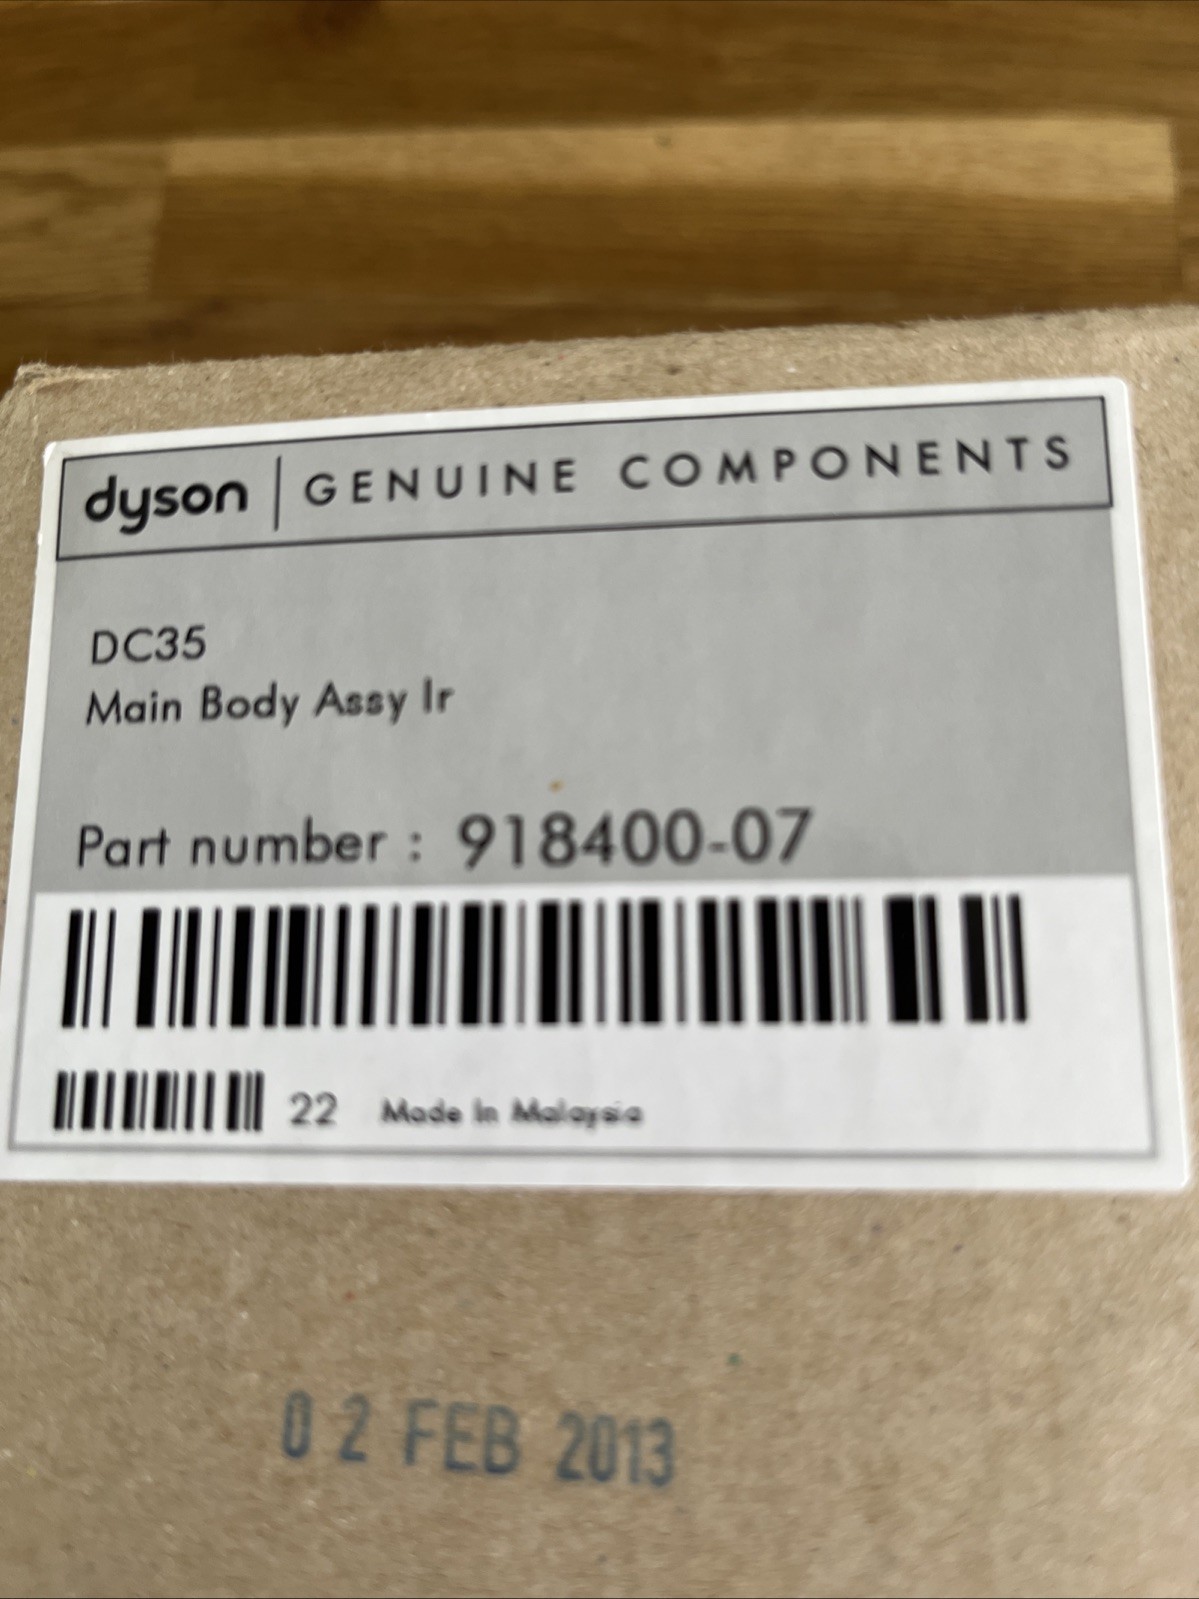 dyson | GENUINE COMPONENTS
DC35
Main Body Assy Ir
Part number : 918400-07
22 Made In Malaysia
02 FEB 2013